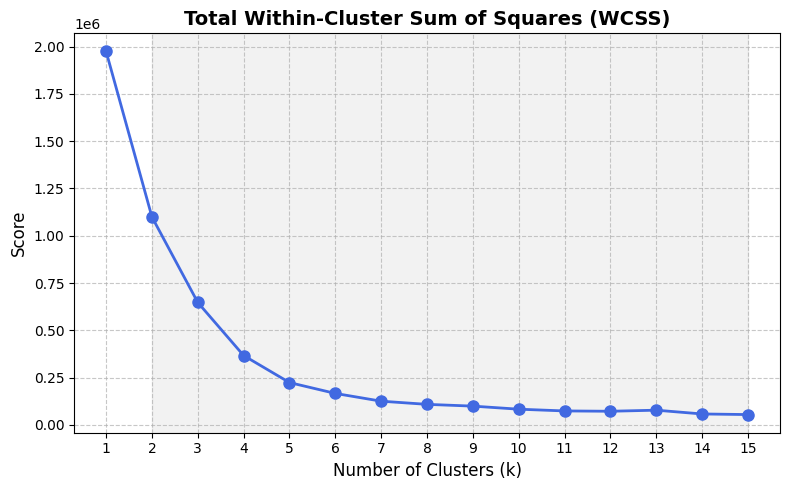 Total Within-Cluster Sum of Squares (WCSS)
1e6
2.00
1.75
1.50
1.25
1.00
0.75
0.50
0.25
0.00
Score
1 2 3 4 5 6 7 8 9 10 11 12 13 14 15
Number of Clusters (k)